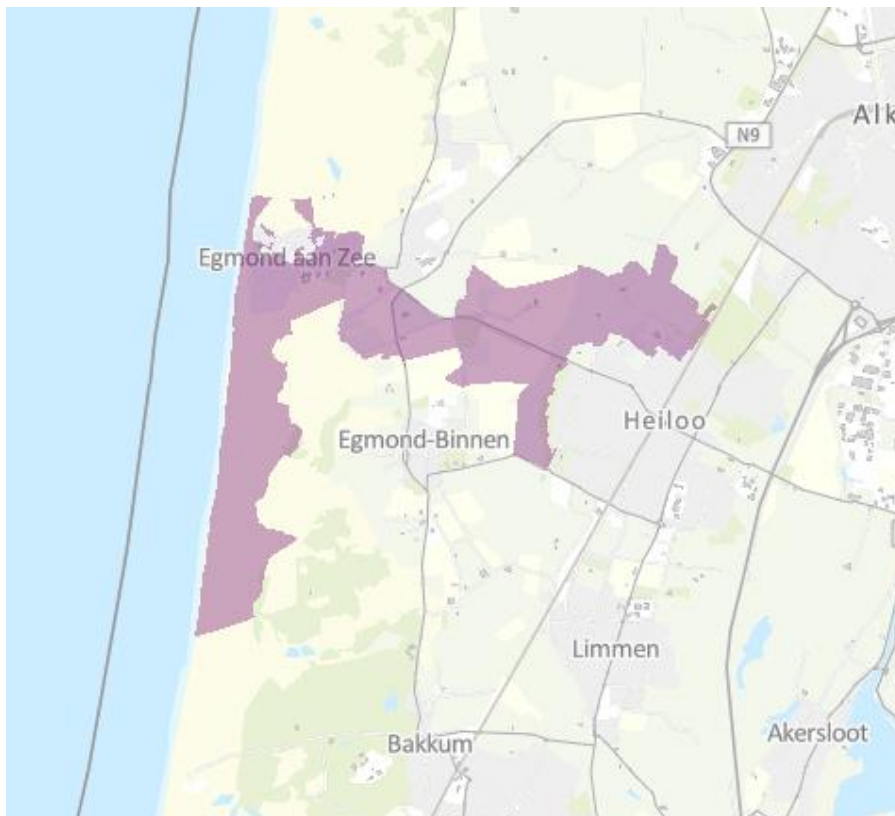 Alk
N9
Egmond aan Zee
Heiloo
Egmond-Binnen
Limmen
Akersloot
Bakkum